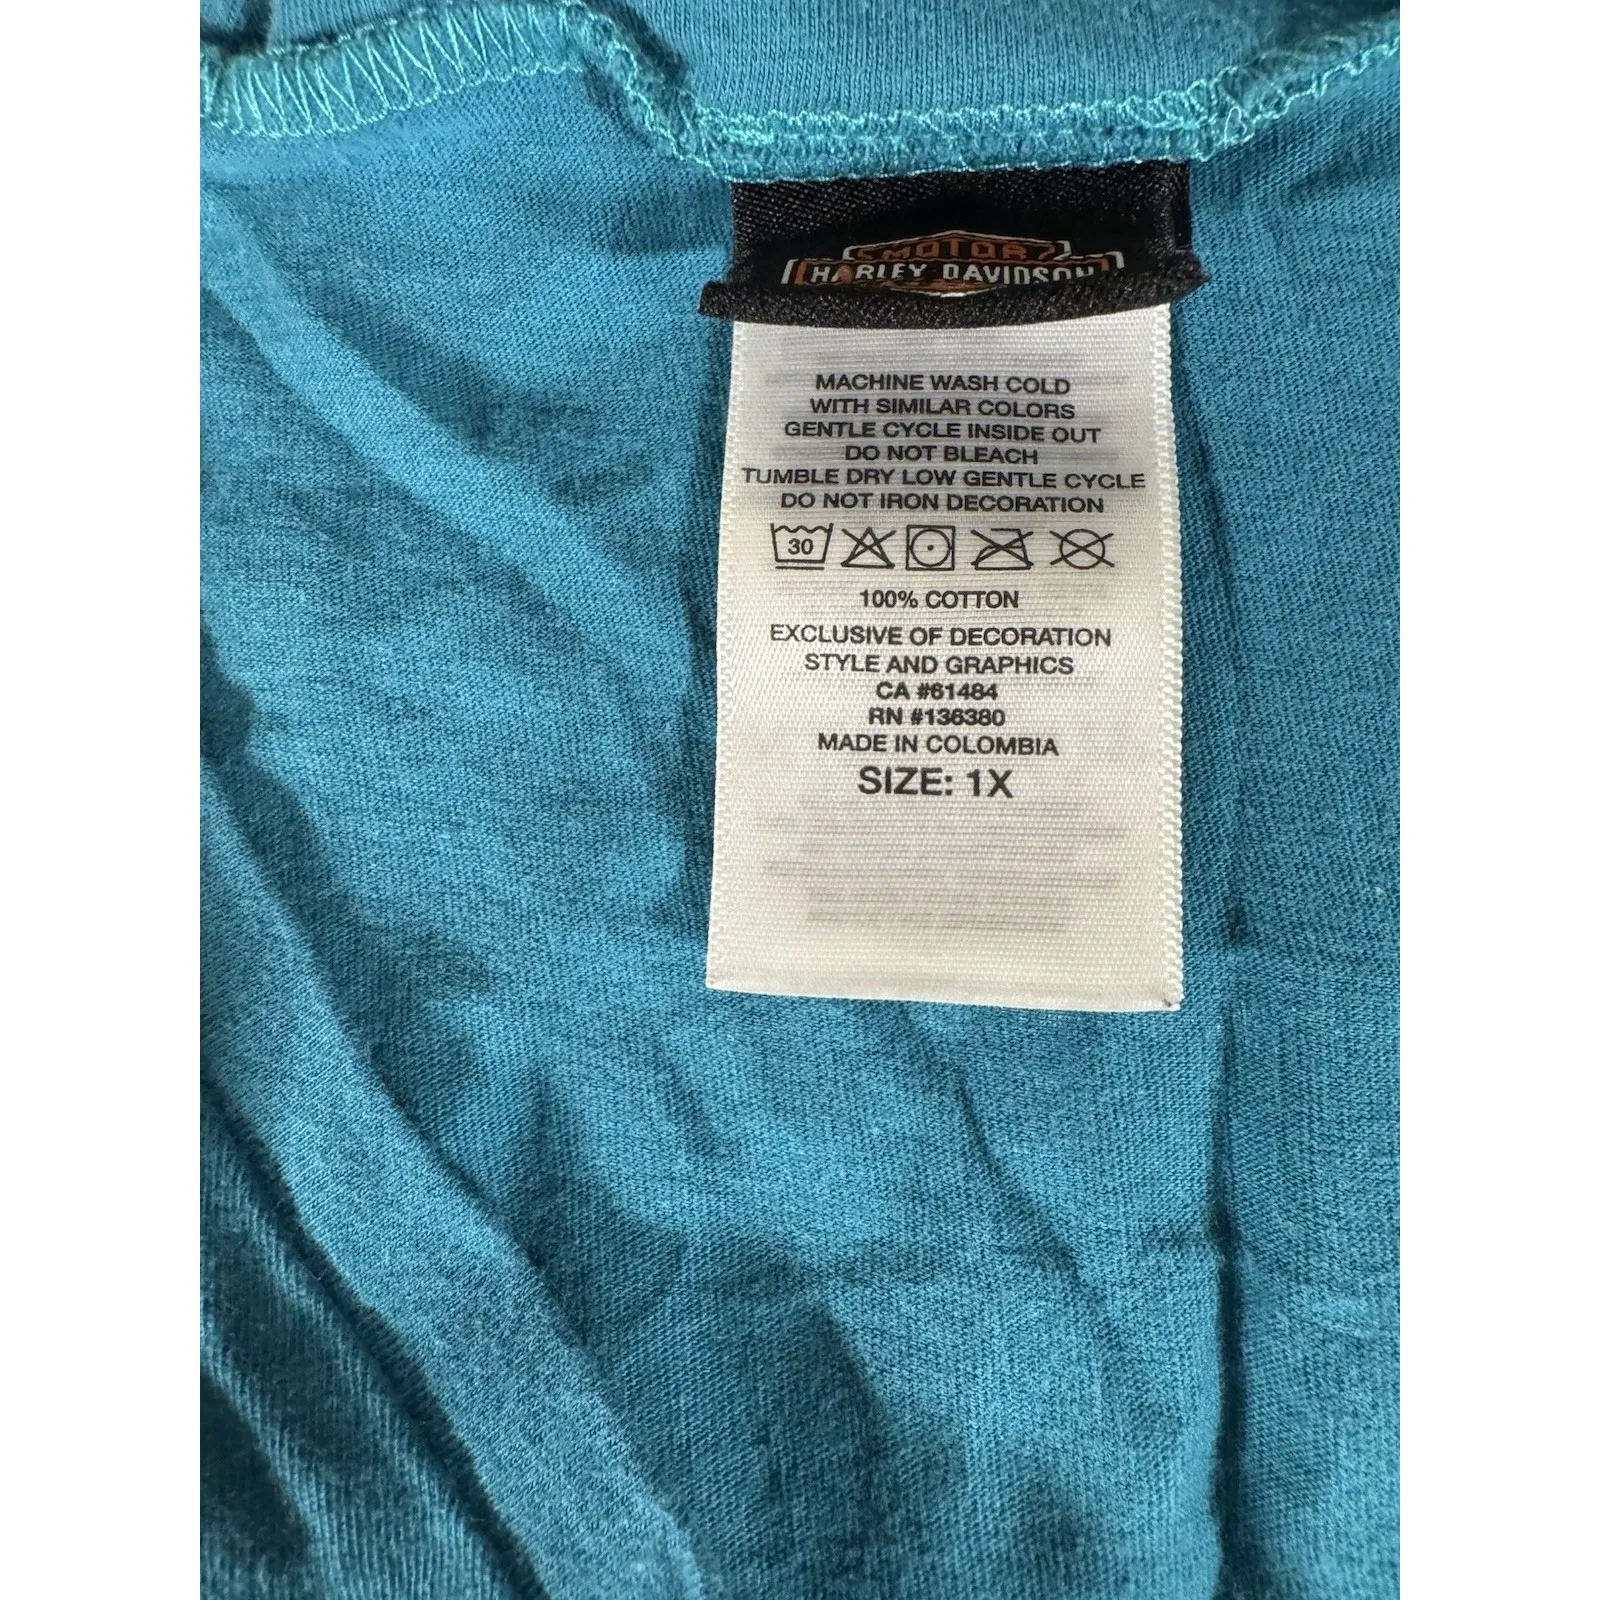 MOTOR
HARLEY-DAVIDSON
MACHINE WASH COLD
WITH SIMILAR COLORS
GENTLE CYCLE INSIDE OUT
DO NOT BLEACH
TUMBLE DRY LOW GENTLE CYCLE
DO NOT IRON DECORATION
30
100% COTTON
EXCLUSIVE OF DECORATION
STYLE AND GRAPHICS
CA #61484
RN #136380
MADE IN COLOMBIA
SIZE: 1X